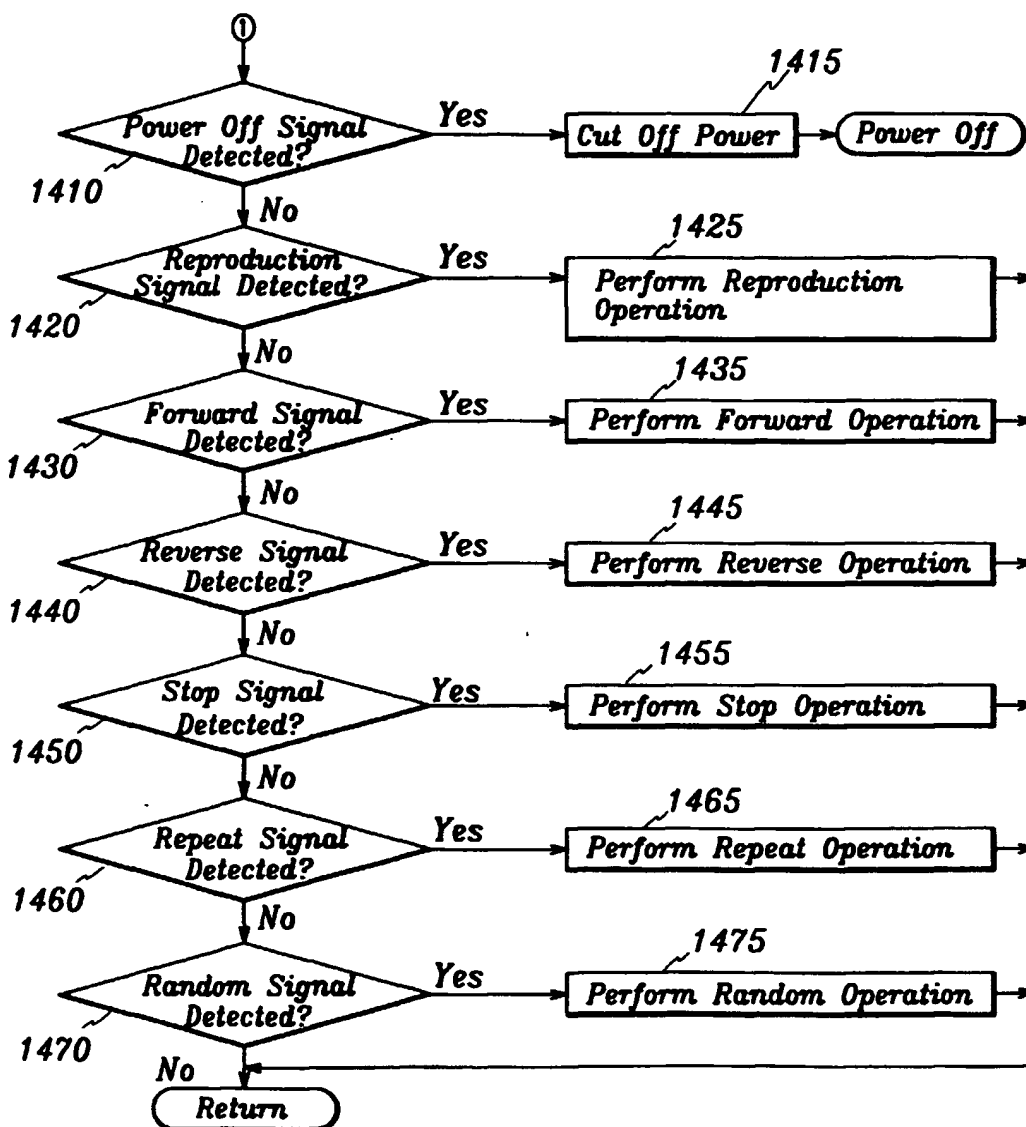 ①
1415
Power Off Signal
Detected?
Yes
Cut Off Power
Power Off
1410
No
1425
Reproduction
Signal Detected?
Yes
Perform Reproduction
Operation
1420
No
1435
Forward Signal
Detected?
Yes
Perform Forward Operation
1430
No
1445
Reverse Signal
Detected?
Yes
Perform Reverse Operation
1440
No
1455
Stop Signal
Detected?
Yes
Perform Stop Operation
1450
No
1465
Repeat Signal
Detected?
Yes
Perform Repeat Operation
1460
No
1475
Random Signal
Detected?
Yes
Perform Random Operation
1470
No
Return